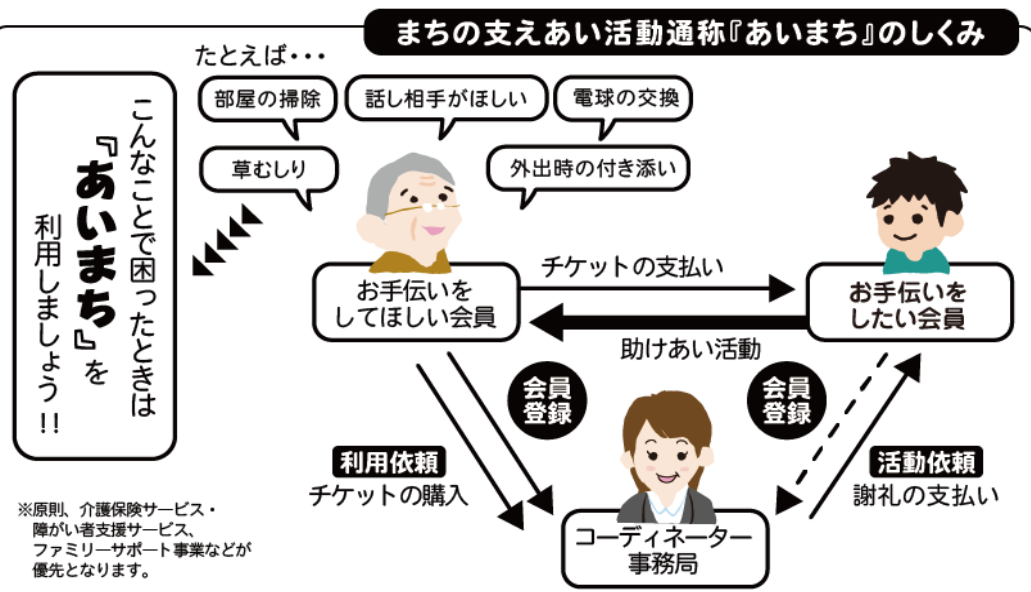 まちの支えあい活動通称『あいまち』のしくみ
こんなことで困ったときは
『あいまち』を
利用しましょう!!
たとえば・・・
部屋の掃除
話し相手がほしい
電球の交換
草むしり
外出時の付き添い
お手伝いを
してほしい会員
チケットの支払い
助けあい活動
お手伝いを
したい会員
会員
登録
会員
登録
利用依頼
チケットの購入
活動依頼
謝礼の支払い
コーディネーター
事務局
※原則、介護保険サービス・
障がい者支援サービス、
ファミリーサポート事業などが
優先となります。